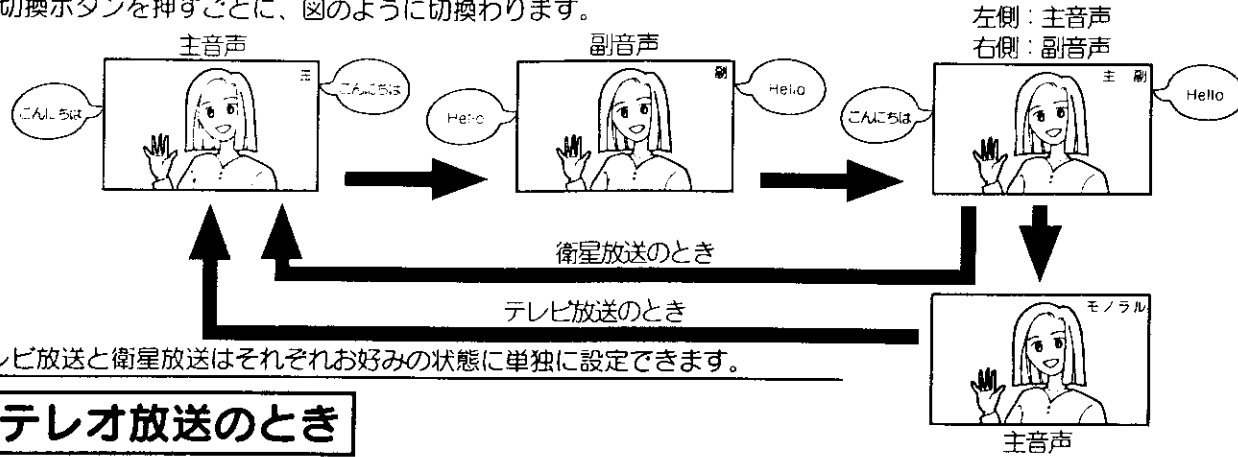 切換ボタンを押すごとに、図のように切換わります。
主音声
副音声
左側：主音声
右側：副音声
主
副
主 副
こんにちは
こんにちは
Hello
Hello
こんにちは
Hello
衛星放送のとき
テレビ放送のとき
モノラル
主音声
レビ放送と衛星放送はそれぞれお好みの状態に単独に設定できます。
テレオ放送のとき